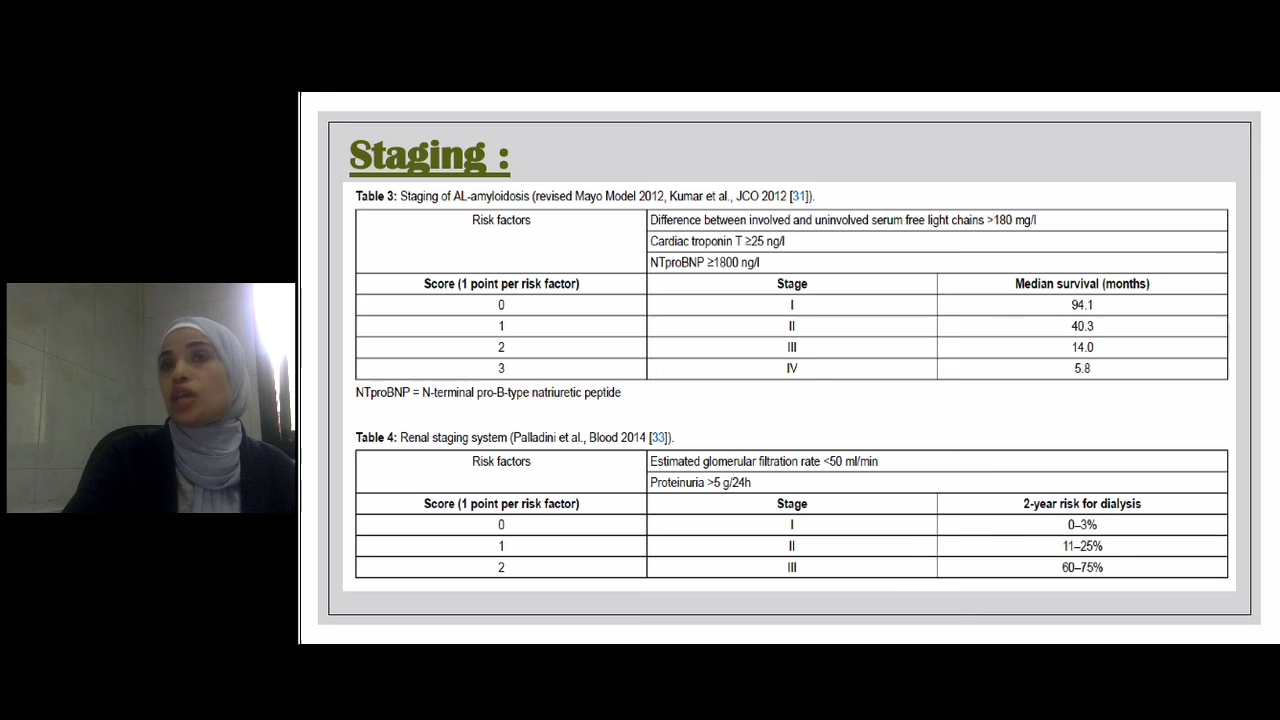 Staging :
Table 3: Staging of AL-amyloidosis (revised Mayo Model 2012, Kumar et al., JCO 2012 [31]).
Risk factors
Difference between involved and uninvolved serum free light chains >180 mg/l
Cardiac troponin T ≥25 ng/l
NTproBNP ≥1800 ng/l
Score (1 point per risk factor) Stage Median survival (months)
0 I 94.1
1 II 40.3
2 III 14.0
3 IV 5.8
NTproBNP = N-terminal pro-B-type natriuretic peptide
Table 4: Renal staging system (Palladini et al., Blood 2014 [33]).
Risk factors
Estimated glomerular filtration rate <50 ml/min
Proteinuria >5 g/24h
Score (1 point per risk factor) Stage 2-year risk for dialysis
0 I 0–3%
1 II 11–25%
2 III 60–75%